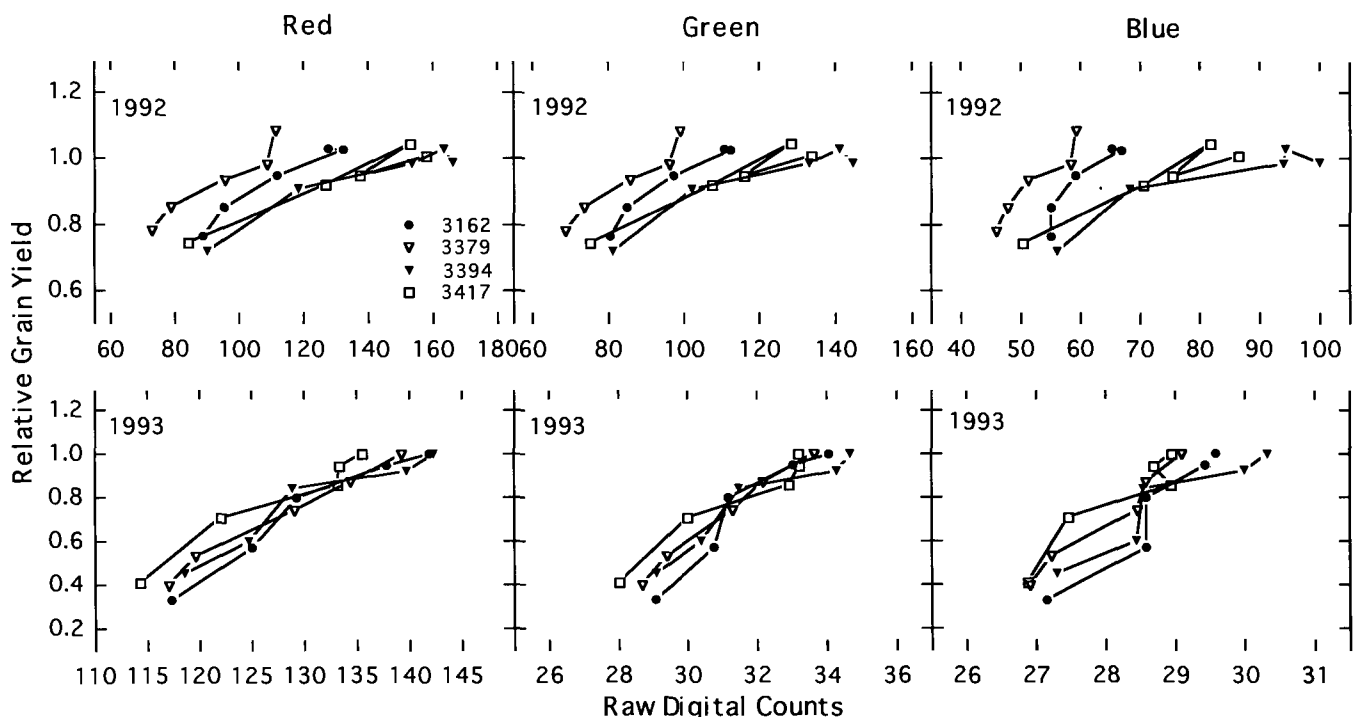 Red Green Blue
1.2
1.0
0.8
0.6
1992 1992 1992
3162
3379
3394
3417
60 80 100 120 140 160 180 60 80 100 120 140 160 40 50 60 70 80 90 100
1.2
1.0
0.8
0.6
0.4
0.2
1993 1993 1993
110 115 120 125 130 135 140 145 26 28 30 32 34 36 26 27 28 29 30 31
Relative Grain Yield
Raw Digital Counts